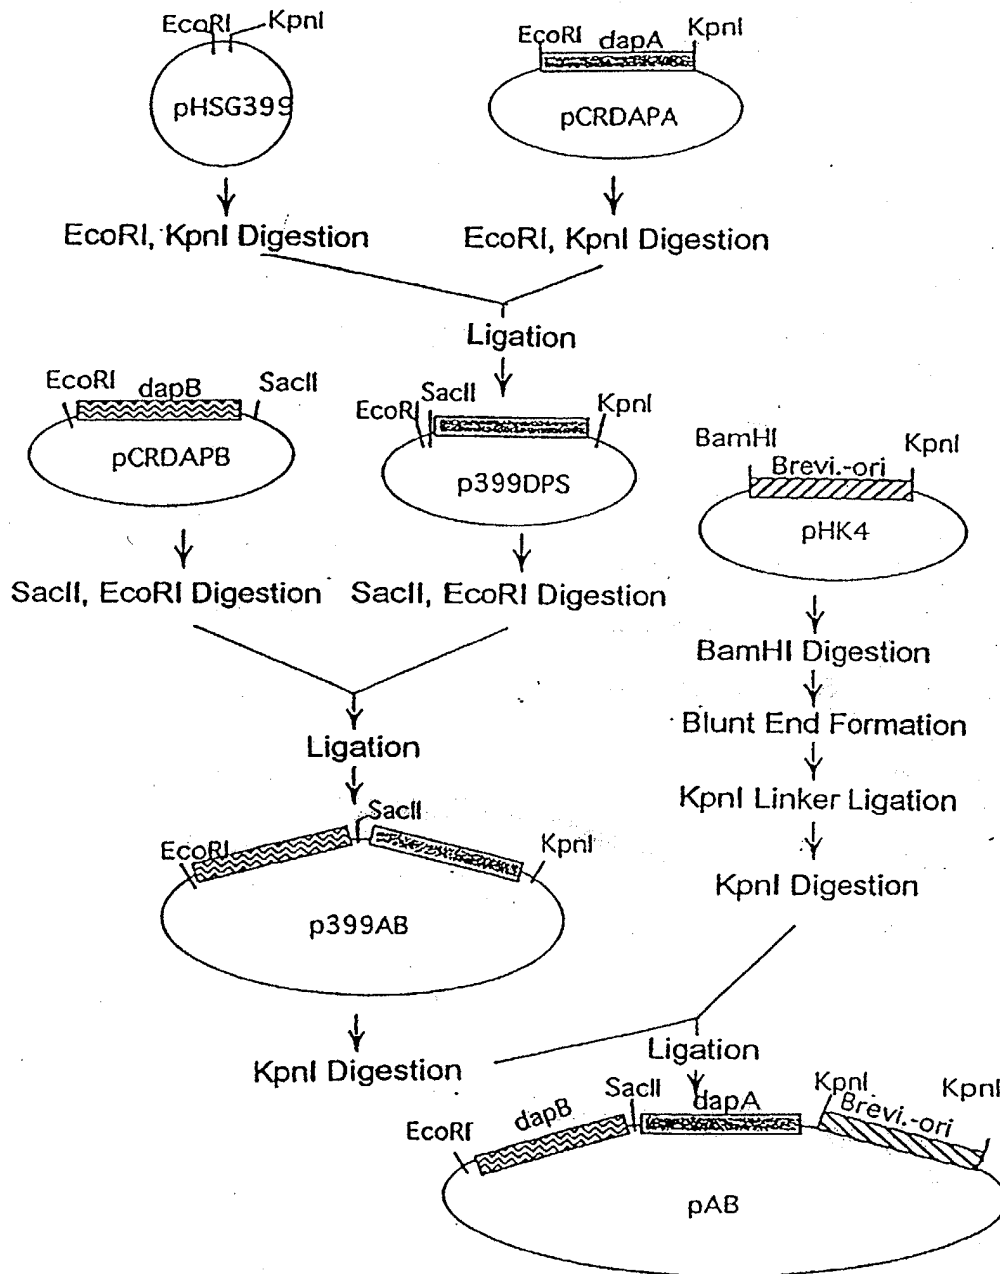 EcoRI
KpnI
pHSG399
EcoRI
dapA
KpnI
pCRDAPA
EcoRI, KpnI Digestion
EcoRI, KpnI Digestion
Ligation
EcoRI
dapB
SacII
pCRDAPB
EcoRI
SacII
KpnI
p399DPS
BamHI
KpnI
Brevi.-ori
pHK4
SacII, EcoRI Digestion
SacII, EcoRI Digestion
BamHI Digestion
Blunt End Formation
KpnI Linker Ligation
KpnI Digestion
Ligation
EcoRI
SacII
KpnI
p399AB
KpnI Digestion
Ligation
EcoRI
dapB
SacII
dapA
KpnI
Brevi.-ori
KpnI
pAB